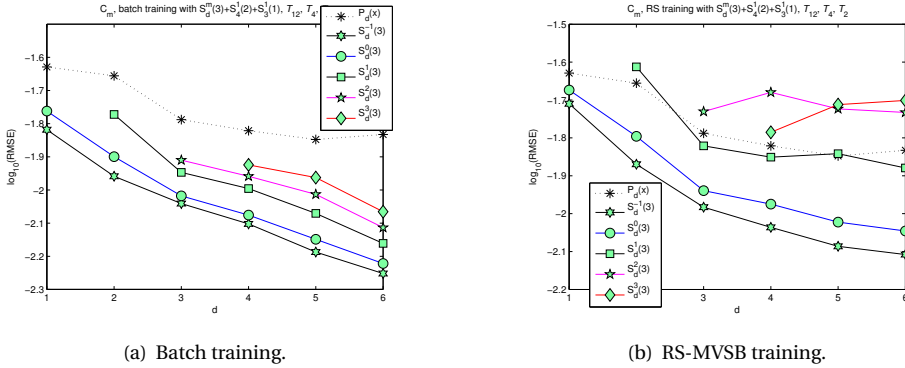 C_m, batch training with S_d^m(3)+S_4^1(2)+S_3^1(1), T_12, T_4, T
P_d(x)
S_d^-1(3)
S_d^0(3)
S_d^1(3)
S_d^2(3)
S_d^3(3)
-1.6
-1.7
-1.8
-1.9
-2
-2.1
-2.2
-2.3
log_10(RMSE)
1 2 3 4 5 6
d
(a) Batch training.
C_m, RS training with S_d^m(3)+S_4^1(2)+S_3^1(1), T_12, T_4, T_2
-1.5
-1.6
-1.7
-1.8
-1.9
-2
-2.1
-2.2
log_10(RMSE)
P_d(x)
S_d^-1(3)
S_d^0(3)
S_d^1(3)
S_d^2(3)
S_d^3(3)
1 3 4 5 6
d
(b) RS-MVSB training.